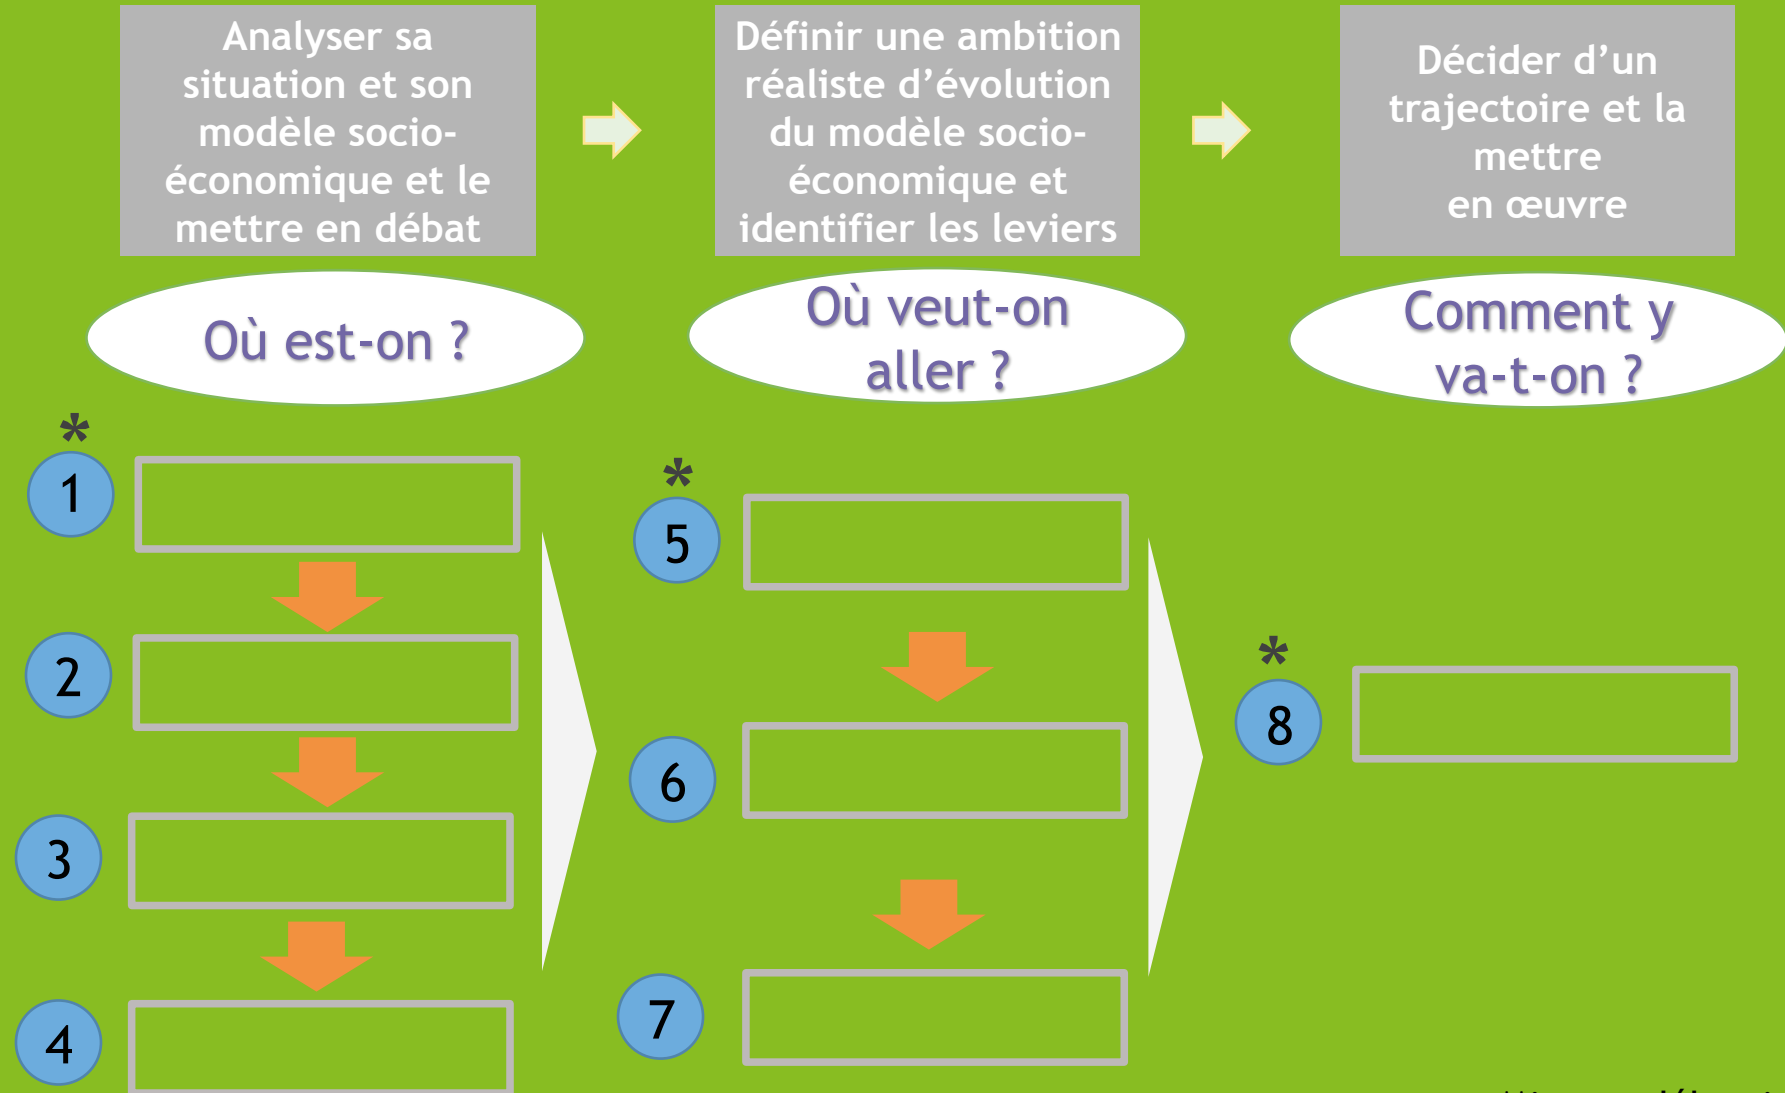 Analyser sa
situation et son
modèle socio-
économique et le
mettre en débat
Définir une ambition
réaliste d’évolution
du modèle socio-
économique et
identifier les leviers
Décider d’un
trajectoire et la
mettre
en œuvre
Où est-on ?
Où veut-on
aller ?
Comment y
va-t-on ?
*
1
2
3
4
*
5
6
7
*
8